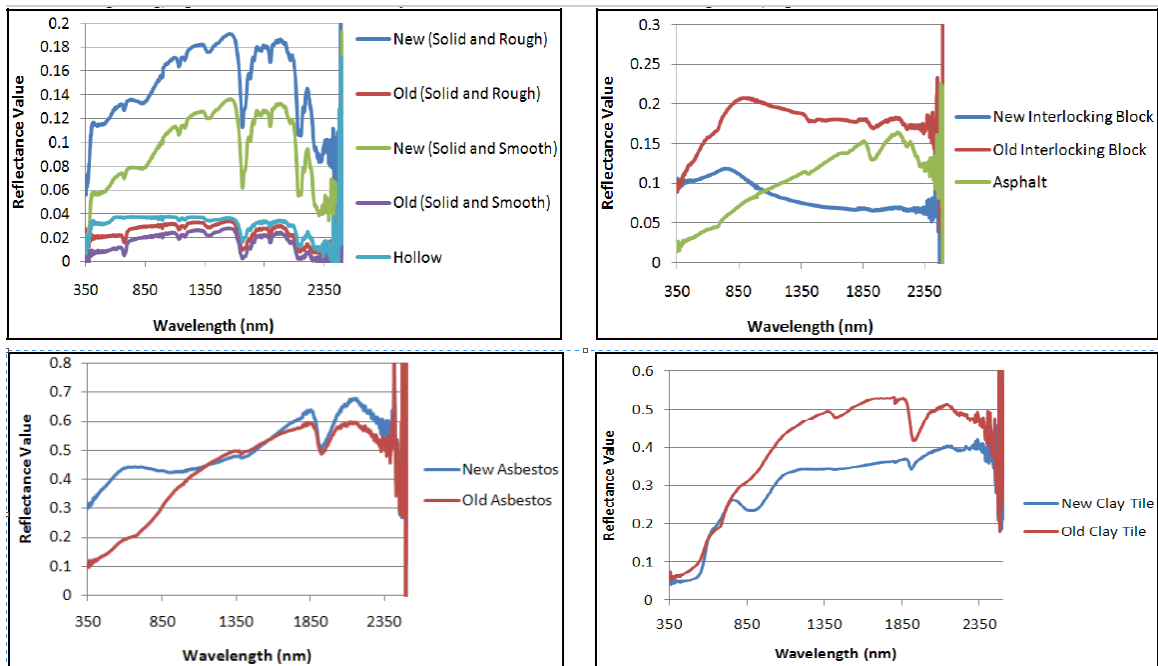 0.2
0.18
0.16
0.14
0.12
0.1
0.08
0.06
0.04
0.02
0
Reflectance Value
350 850 1350 1850 2350
Wavelength (nm)
New (Solid and Rough)
Old (Solid and Rough)
New (Solid and Smooth)
Old (Solid and Smooth)
Hollow
0.3
0.25
0.2
0.15
0.1
0.05
0
Reflectance Value
350 850 1350 1850 2350
Wavelength (nm)
New Interlocking Block
Old Interlocking Block
Asphalt
0.8
0.7
0.6
0.5
0.4
0.3
0.2
0.1
0
Reflectance Value
350 850 1350 1850 2350
Wavelength (nm)
New Asbestos
Old Asbestos
0.6
0.5
0.4
0.3
0.2
0.1
0
Reflectance Value
350 850 1350 1850 2350
Wavelength (nm)
New Clay Tile
Old Clay Tile